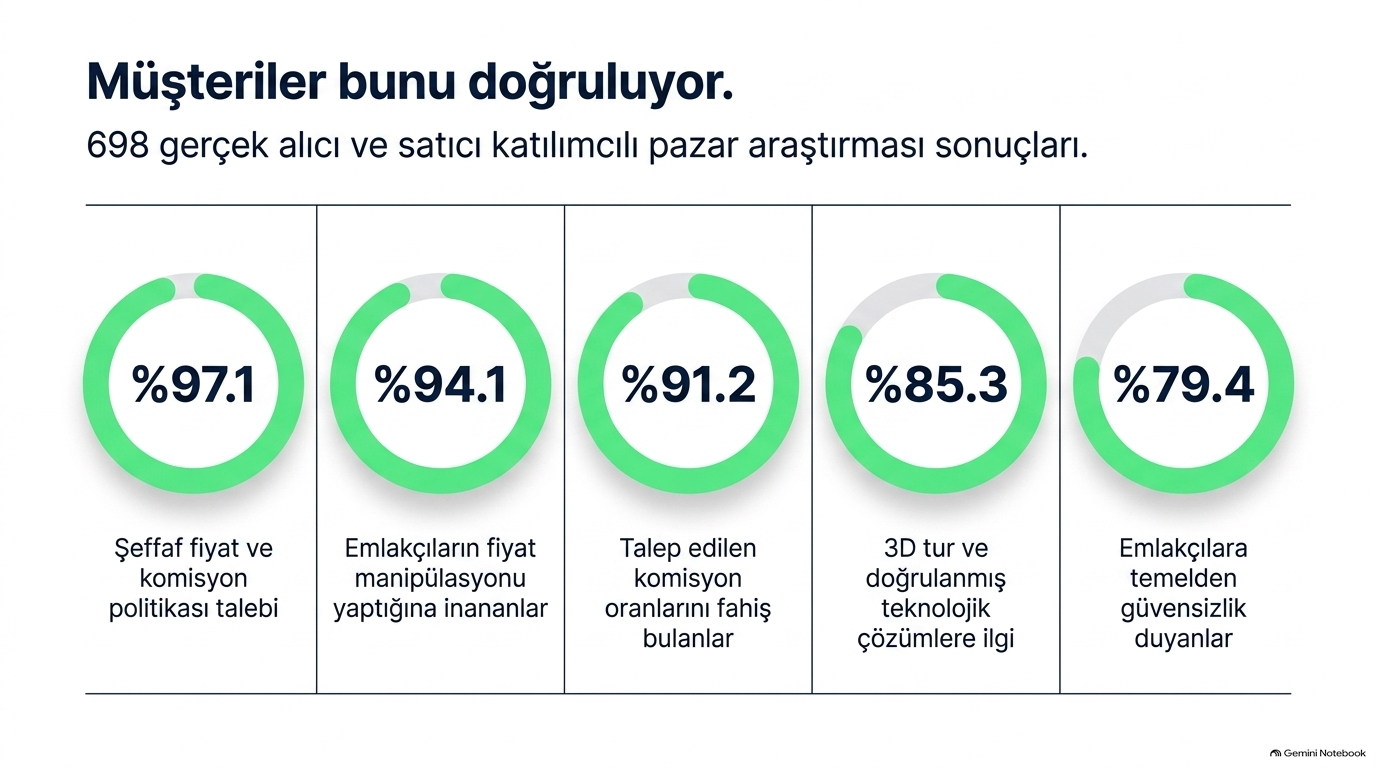 Müşteriler bunu doğruluyor.
698 gerçek alıcı ve satıcı katılımcılı pazar araştırması sonuçları.
%97.1
Şeffaf fiyat ve
komisyon
politikası talebi
%94.1
Emlakçıların fiyat
manipülasyonu
yaptığına inananlar
%91.2
Talep edilen
komisyon
oranlarını fahiş
bulanlar
%85.3
3D tur ve
doğrulanmış
teknolojik
çözümlere ilgi
%79.4
Emlakçılara
temelden
güvensizlik
duyanlar
Gemini Notebook